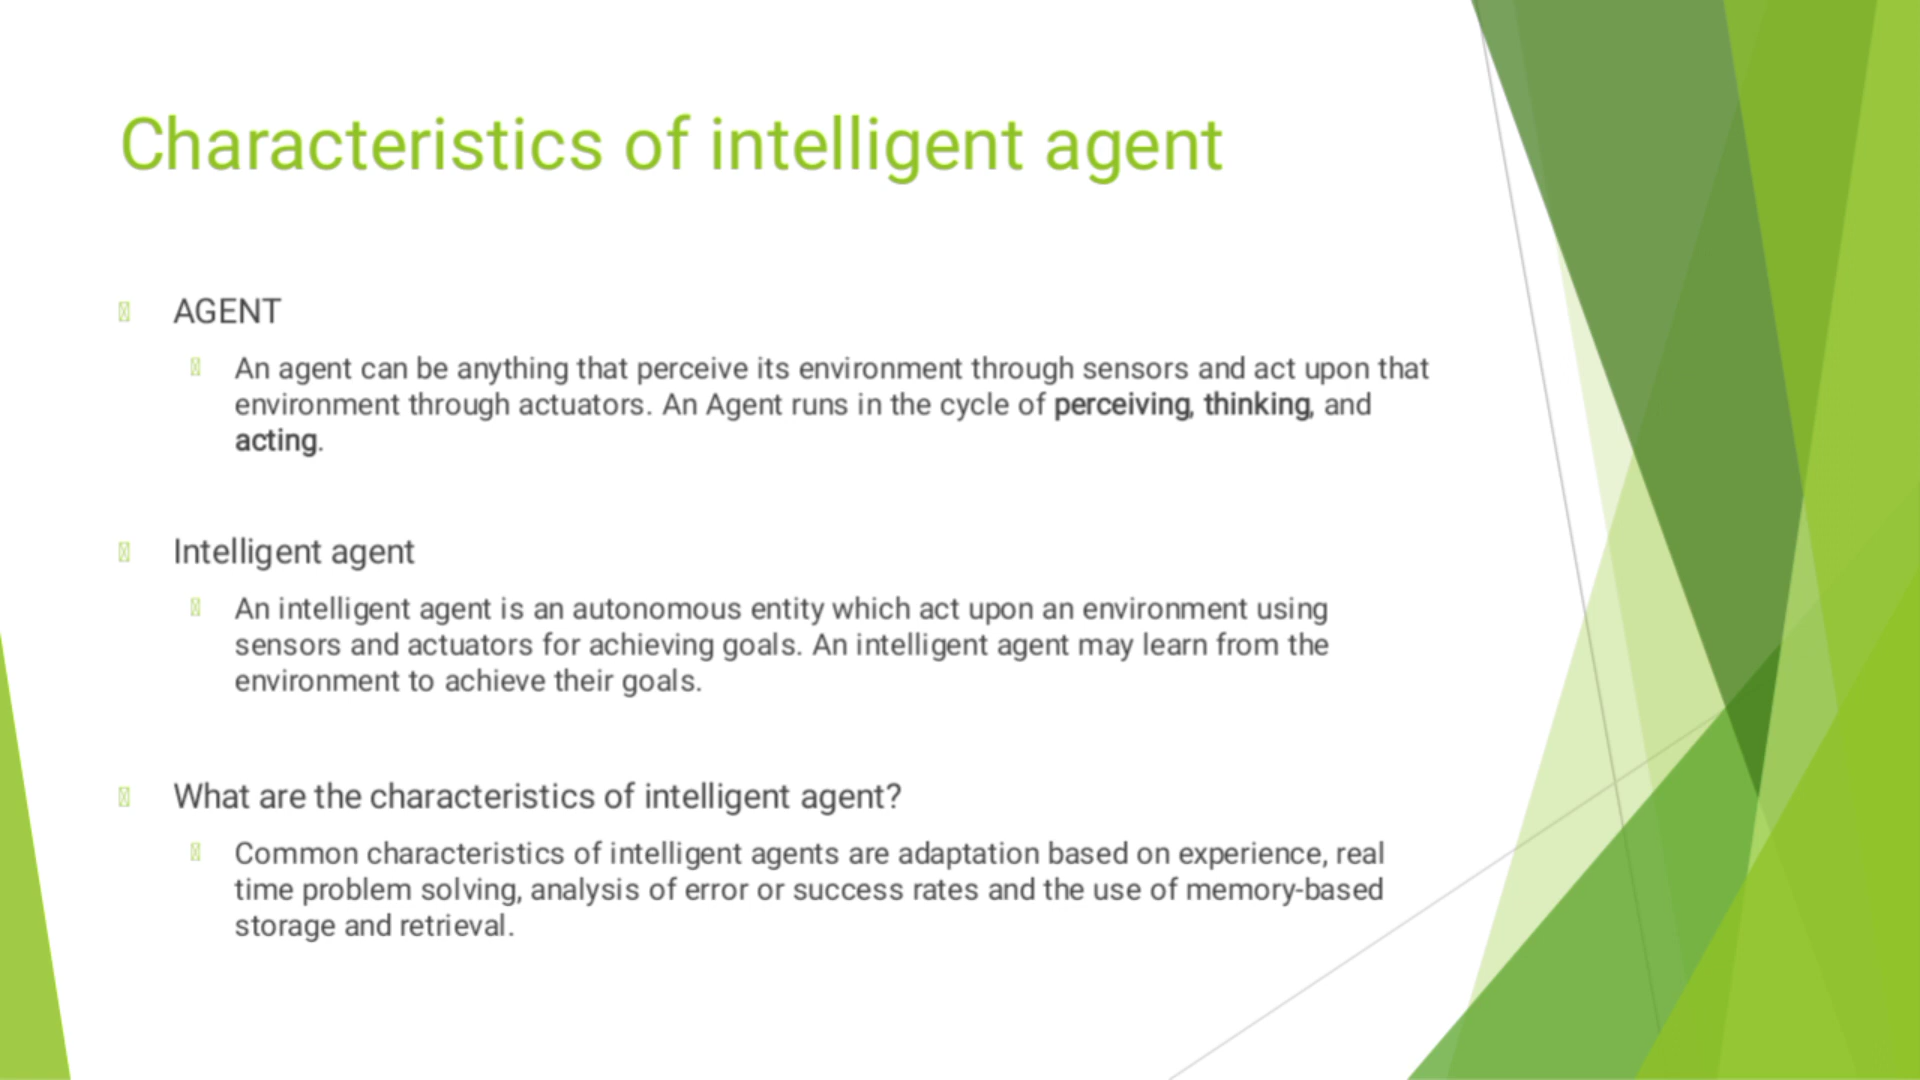 Characteristics of intelligent agent
AGENT
An agent can be anything that perceive its environment through sensors and act upon that
environment through actuators. An Agent runs in the cycle of perceiving, thinking, and
acting.
Intelligent agent
An intelligent agent is an autonomous entity which act upon an environment using
sensors and actuators for achieving goals. An intelligent agent may learn from the
environment to achieve their goals.
What are the characteristics of intelligent agent?
Common characteristics of intelligent agents are adaptation based on experience, real
time problem solving, analysis of error or success rates and the use of memory-based
storage and retrieval.